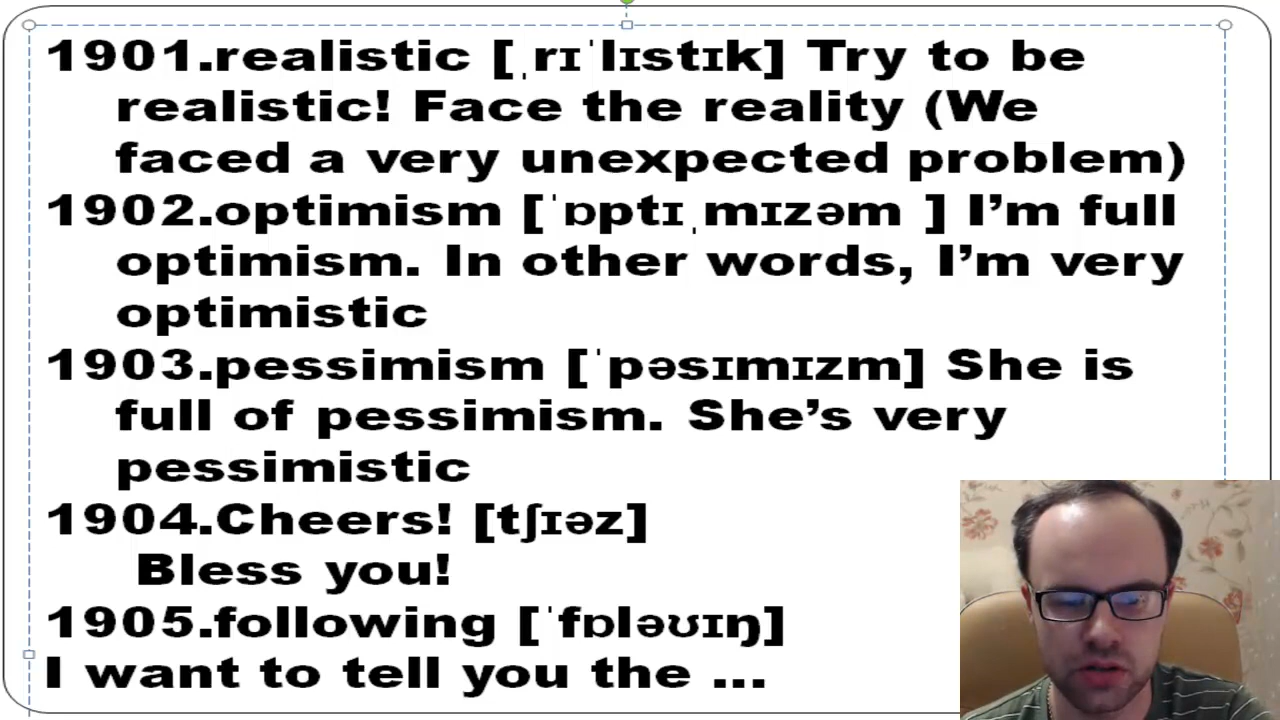 1901.realistic [ˌrɪˈlɪstɪk] Try to be
realistic! Face the reality (We
faced a very unexpected problem)
1902.optimism [ˈɒptɪˌmɪzəm ] I’m full
optimism. In other words, I’m very
optimistic
1903.pessimism [ˈpəsɪmɪzm] She is
full of pessimism. She’s very
pessimistic
1904.Cheers! [tʃɪəz]
Bless you!
1905.following [ˈfɒləʊɪŋ]
I want to tell you the ...